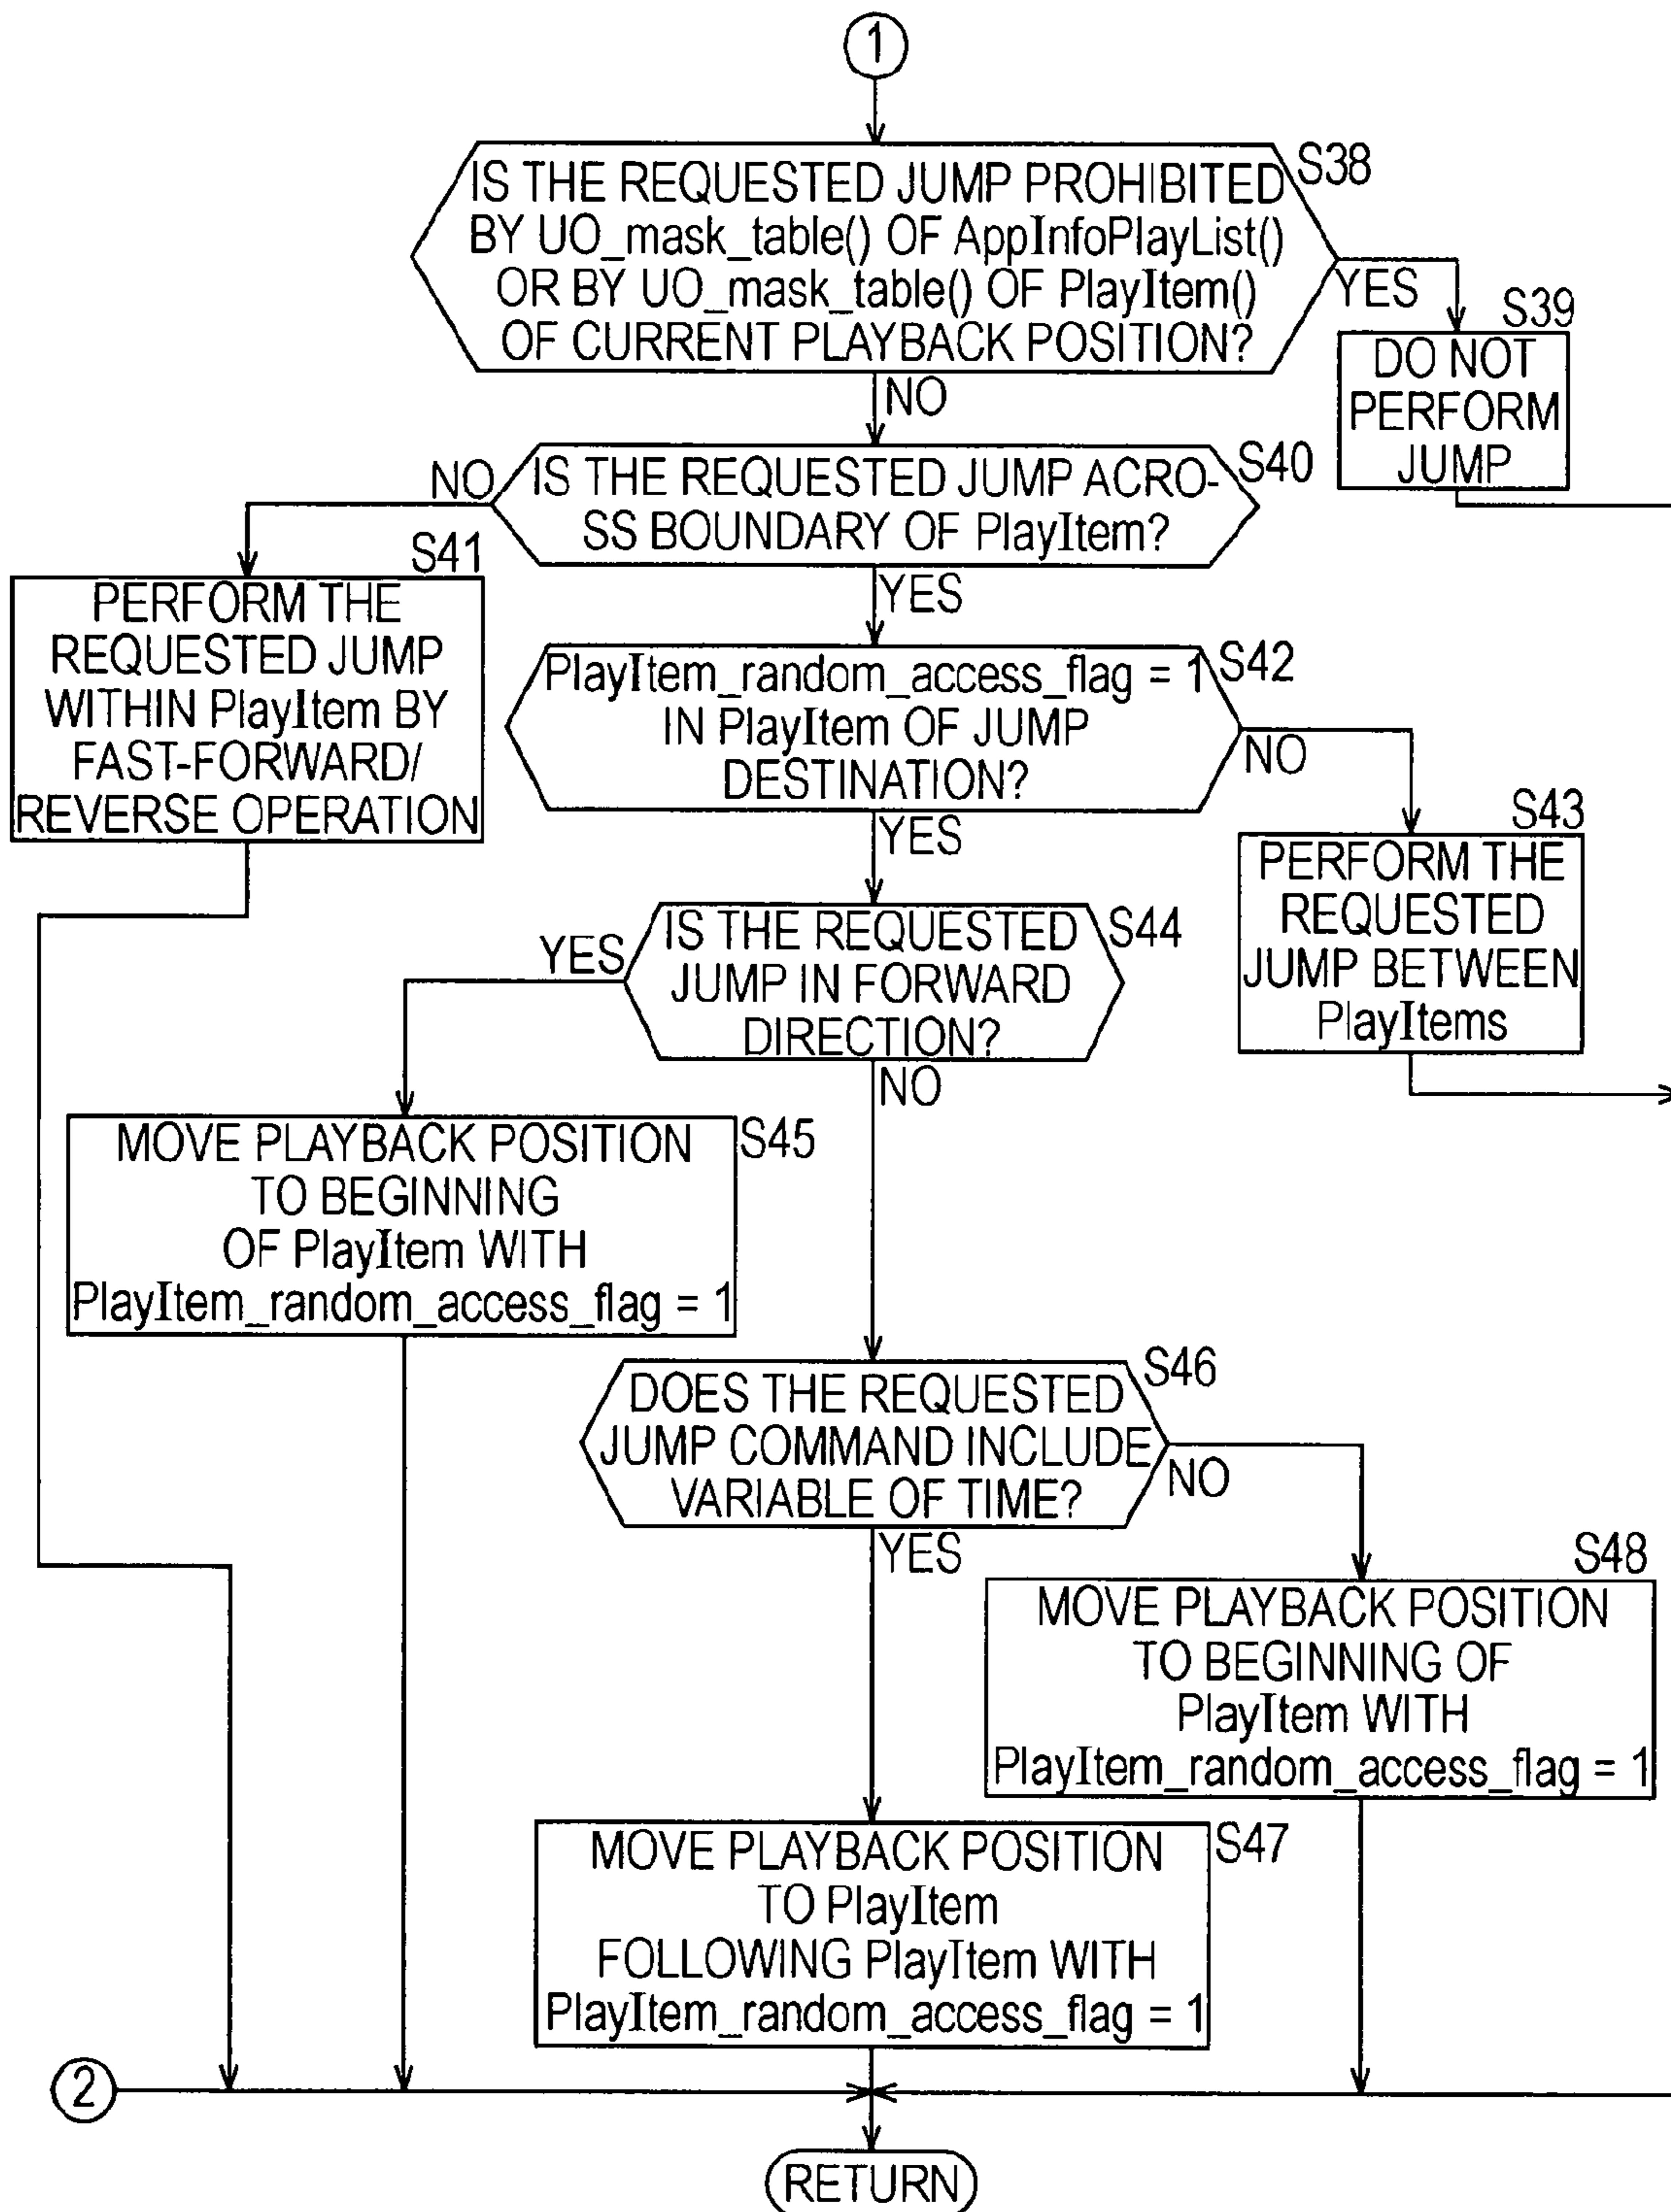 1
IS THE REQUESTED JUMP PROHIBITED
BY UO_mask_table() OF AppInfoPlayList()
OR BY UO_mask_table() OF PlayItem()
OF CURRENT PLAYBACK POSITION?
S38
YES
S39
DO NOT
PERFORM
JUMP
NO
IS THE REQUESTED JUMP ACRO-
SS BOUNDARY OF PlayItem?
S40
NO
S41
PERFORM THE
REQUESTED JUMP
WITHIN PlayItem BY
FAST-FORWARD/
REVERSE OPERATION
YES
PlayItem_random_access_flag = 1
IN PlayItem OF JUMP
DESTINATION?
S42
NO
S43
PERFORM THE
REQUESTED
JUMP BETWEEN
PlayItems
YES
IS THE REQUESTED
JUMP IN FORWARD
DIRECTION?
S44
YES
MOVE PLAYBACK POSITION
TO BEGINNING
OF PlayItem WITH
PlayItem_random_access_flag = 1
S45
NO
DOES THE REQUESTED
JUMP COMMAND INCLUDE
VARIABLE OF TIME?
S46
NO
S48
MOVE PLAYBACK POSITION
TO BEGINNING OF
PlayItem WITH
PlayItem_random_access_flag = 1
YES
MOVE PLAYBACK POSITION
TO PlayItem
FOLLOWING PlayItem WITH
PlayItem_random_access_flag = 1
S47
2
RETURN